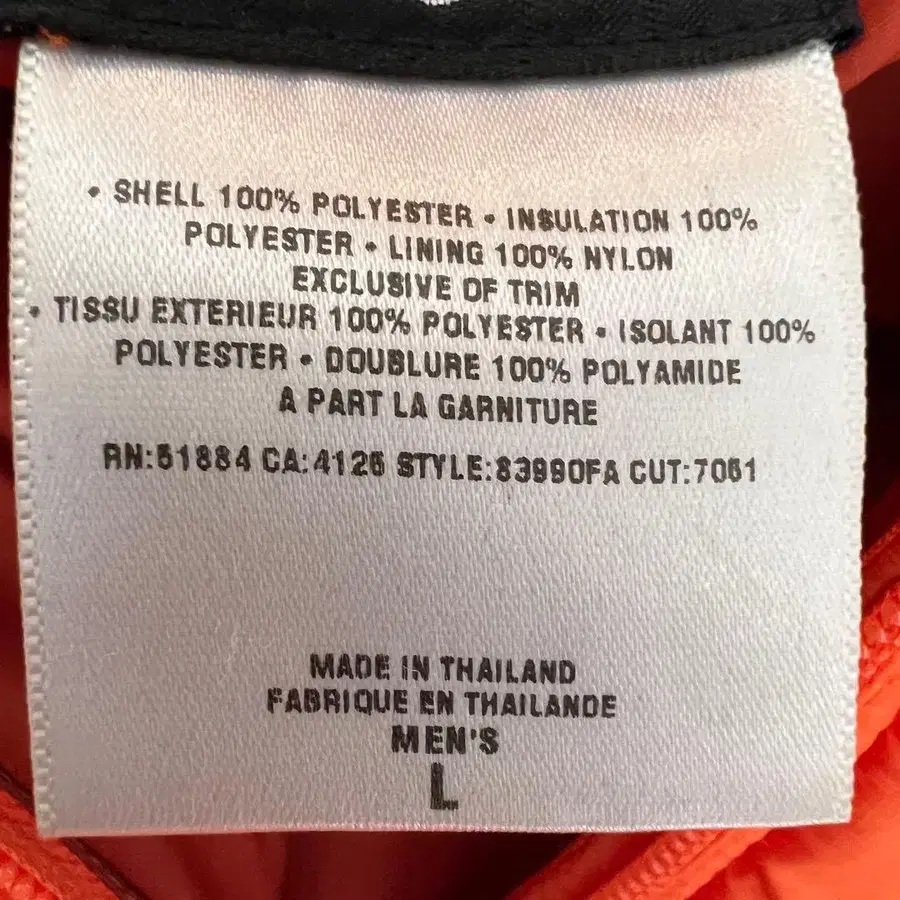 • SHELL 100% POLYESTER • INSULATION 100%
POLYESTER • LINING 100% NYLON
EXCLUSIVE OF TRIM
• TISSU EXTERIEUR 100% POLYESTER • ISOLANT 100%
POLYESTER • DOUBLURE 100% POLYAMIDE
A PART LA GARNITURE
RN:51884 CA:4125 STYLE:83990FA CUT:7051
MADE IN THAILAND
FABRIQUE EN THAILANDE
MEN'S
L